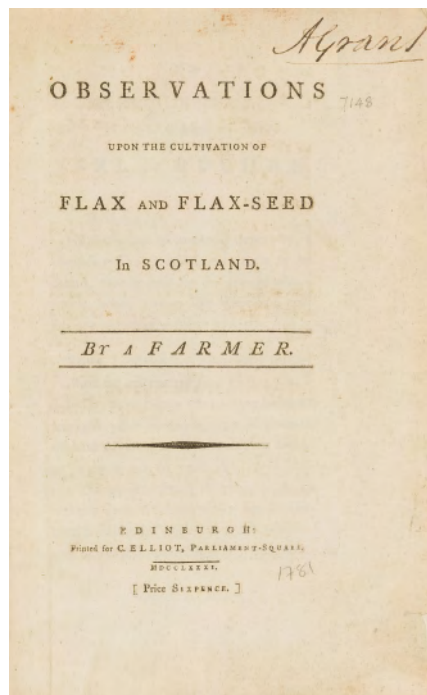 AGrant
OBSERVATIONS
7148
UPON THE CULTIVATION OF
FLAX AND FLAX-SEED
In SCOTLAND.
BY A FARMER.
EDINBURGH:
Printed for C. ELLIOT, PARLIAMENT-SQUARE.
MDCCLXXXI.
1781
[ Price SIXPENCE. ]